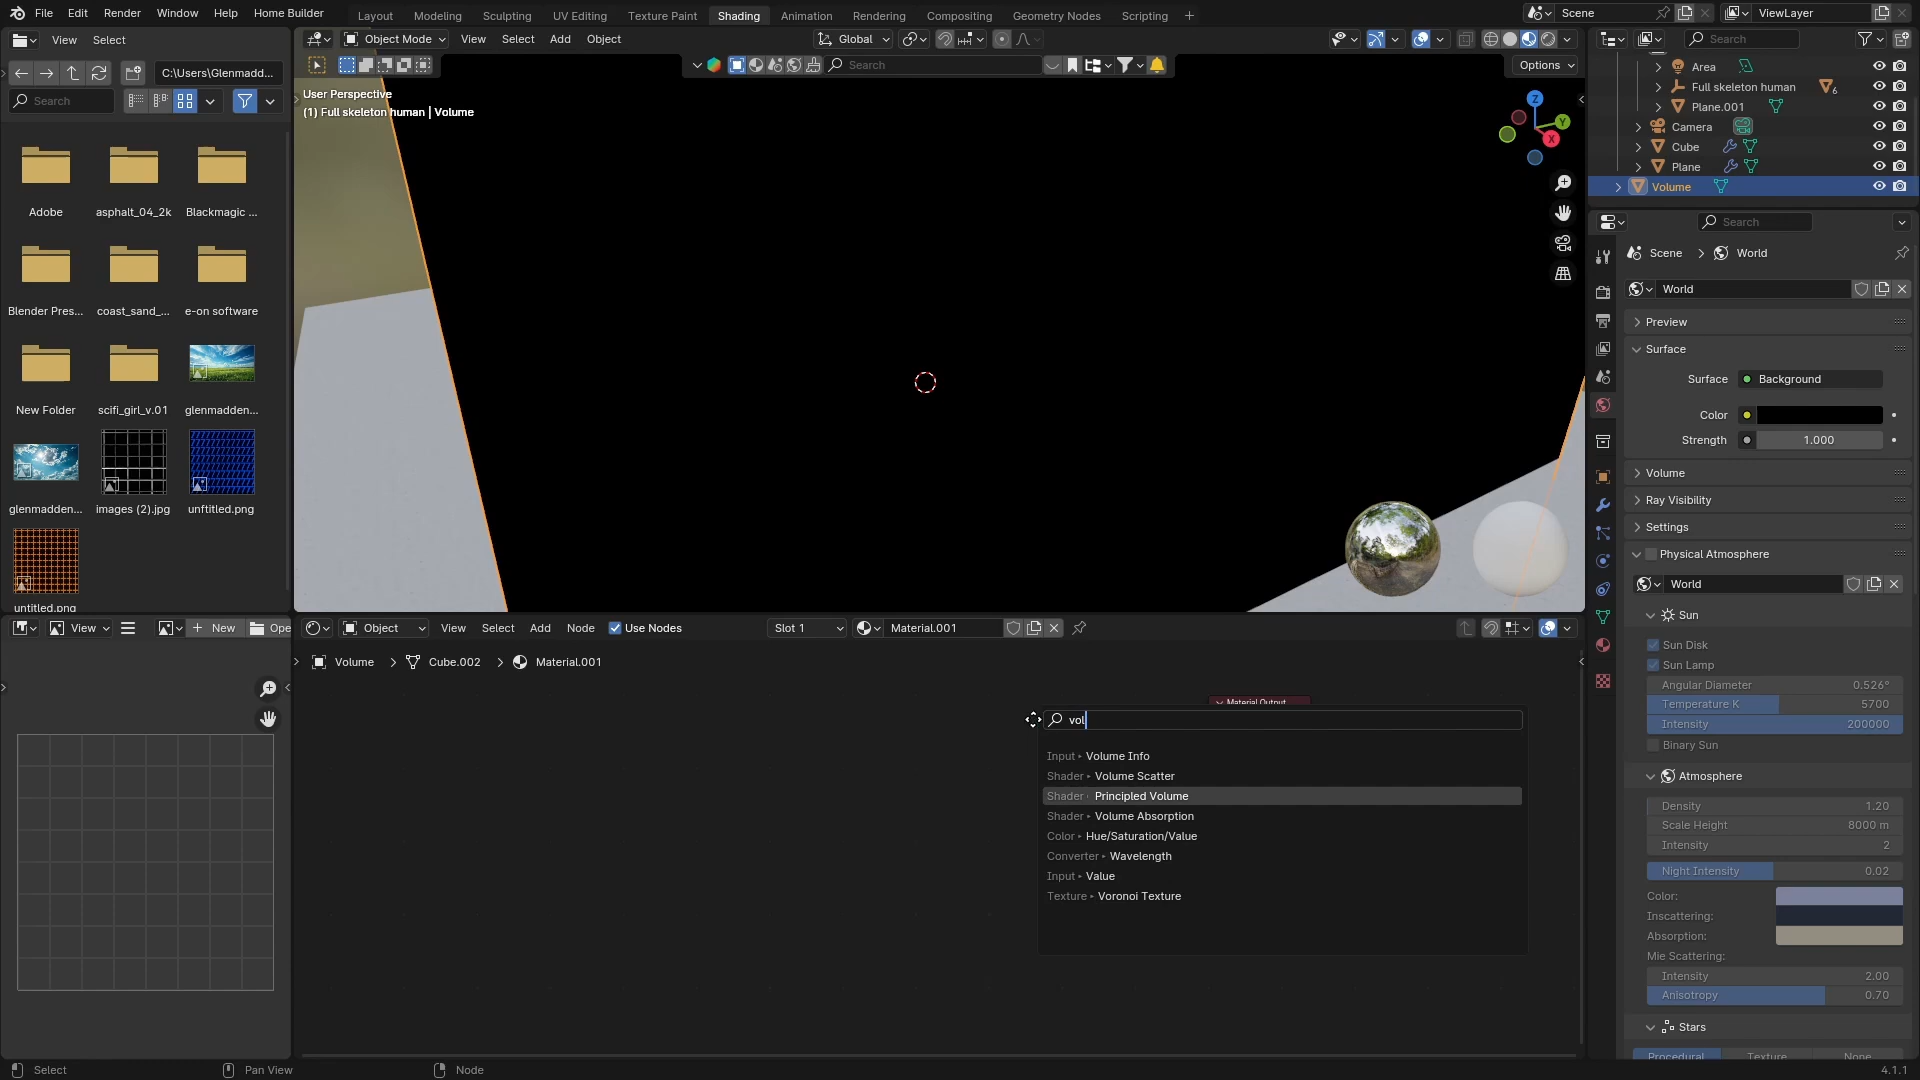 File Edit Render Window Help Home Builder Layout Modeling Sculpting UV Editing Texture Paint Shading Animation Rendering Compositing Geometry Nodes Scripting + Scene ViewLayer
View Select Object Mode View Select Add Object Global Search
C:\Users\Glenmadd... Search Options
Search
User Perspective
(1) Full skeleton human | Volume
Z
Y
X
Area
Full skeleton human 6
Plane.001
Camera
Cube
Plane
Volume
Adobe asphalt_04_2k Blackmagic ...
Blender Pres... coast_sand_... e-on software
New Folder scifi_girl_v.01 glenmadden...
glenmadden... images (2).jpg unftitled.png
untitled.png
Search
Scene > World
World
Preview
Surface
Surface Background
Color
Strength 1.000
Volume
Ray Visibility
Settings
Physical Atmosphere
World
Sun
Sun Disk
Sun Lamp
Angular Diameter 0.526°
Temperature K 5700
Intensity 200000
Binary Sun
Atmosphere
Density 1.20
Scale Height 8000 m
Intensity 2
Night Intensity 0.02
Color:
Inscattering:
Absorption:
Mie Scattering:
Intensity 2.00
Anisotropy 0.70
Stars
Procedural Texture None
View + New Ope
Object View Select Add Node Use Nodes Slot 1 Material.001
Volume > Cube.002 > Material.001
Material Output
vol
Input Volume Info
Shader Volume Scatter
Shader Principled Volume
Shader Volume Absorption
Color Hue/Saturation/Value
Converter Wavelength
Input Value
Texture Voronoi Texture
Select Pan View Node 4.1.1